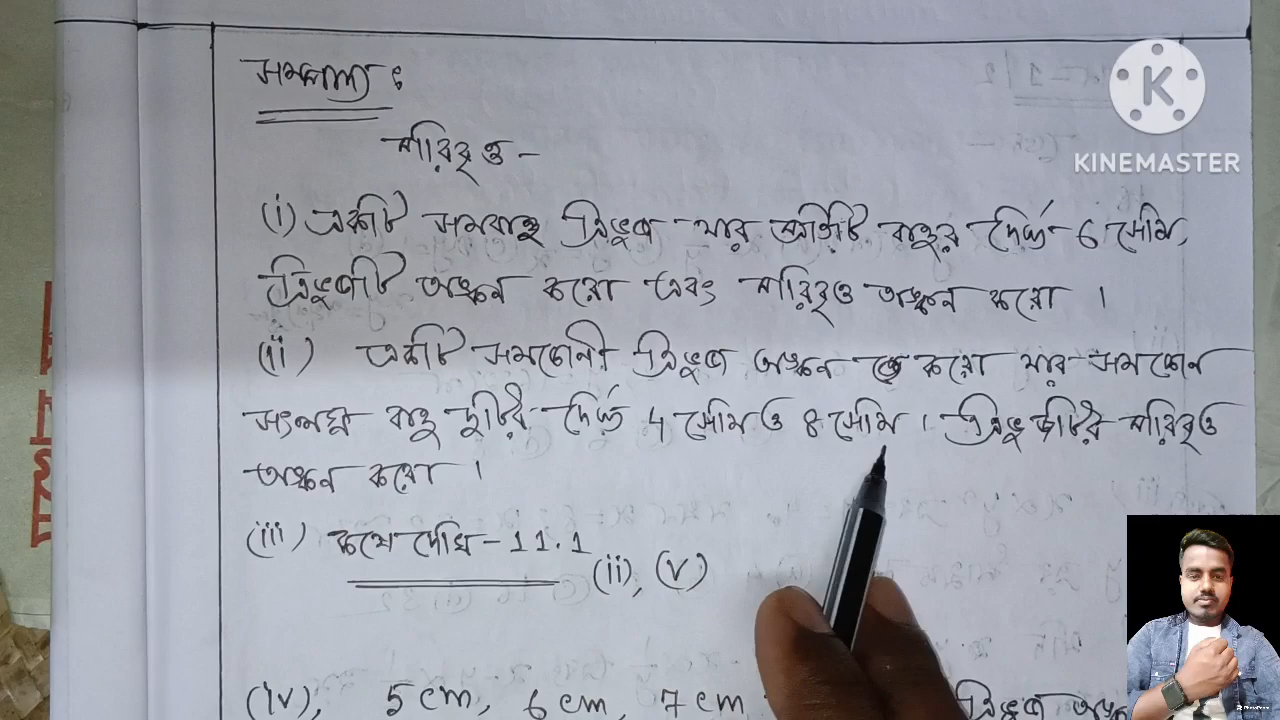 সম্পাদ্য :
পরিবৃত্ত -
KINEMASTER
(i) একটি সমবাহু ত্রিভুজ যার প্রতিটি বাহুর দৈর্ঘ্য 6 সেমি,
ত্রিভুজটি অঙ্কন করো এবং পরিবৃত্ত অঙ্কন করো ।
(ii) একটি সমকোণী ত্রিভুজ অঙ্কন করো যার সমকোণ
সংলগ্ন বাহু দুটির দৈর্ঘ্য 4 সেমি ও 8 সেমি । ত্রিভুজটির পরিবৃত্ত
অঙ্কন করো ।
(iii) কষে দেখি - 11.1 (ii), (v)
(iv), 5 cm, 6 cm, 7 cm ত্রিভুজ